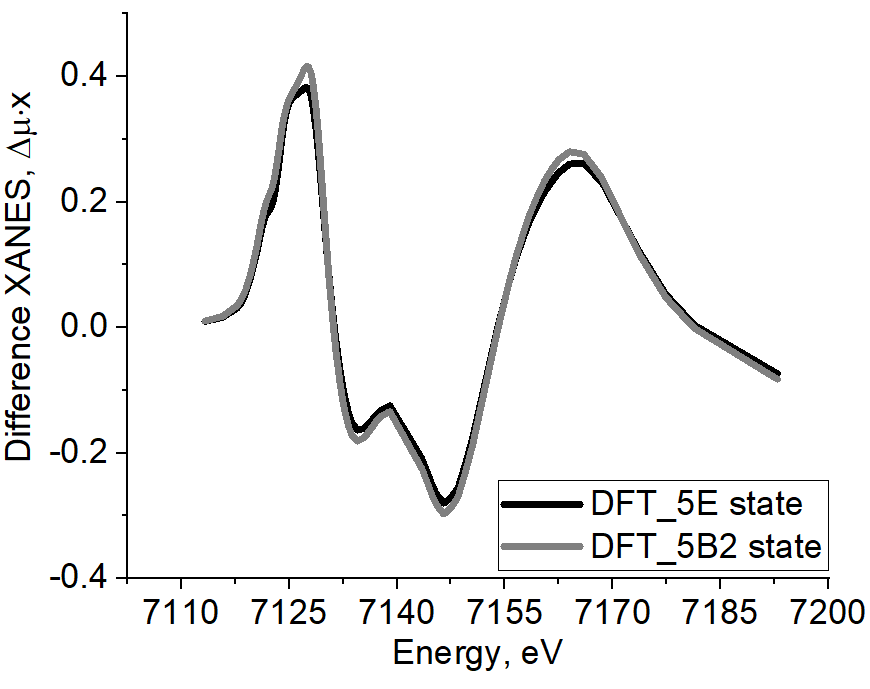 Difference XANES, Δμ·x
0.4
0.2
0.0
-0.2
-0.4
DFT_5E state
DFT_5B2 state
7110 7125 7140 7155 7170 7185 7200
Energy, eV